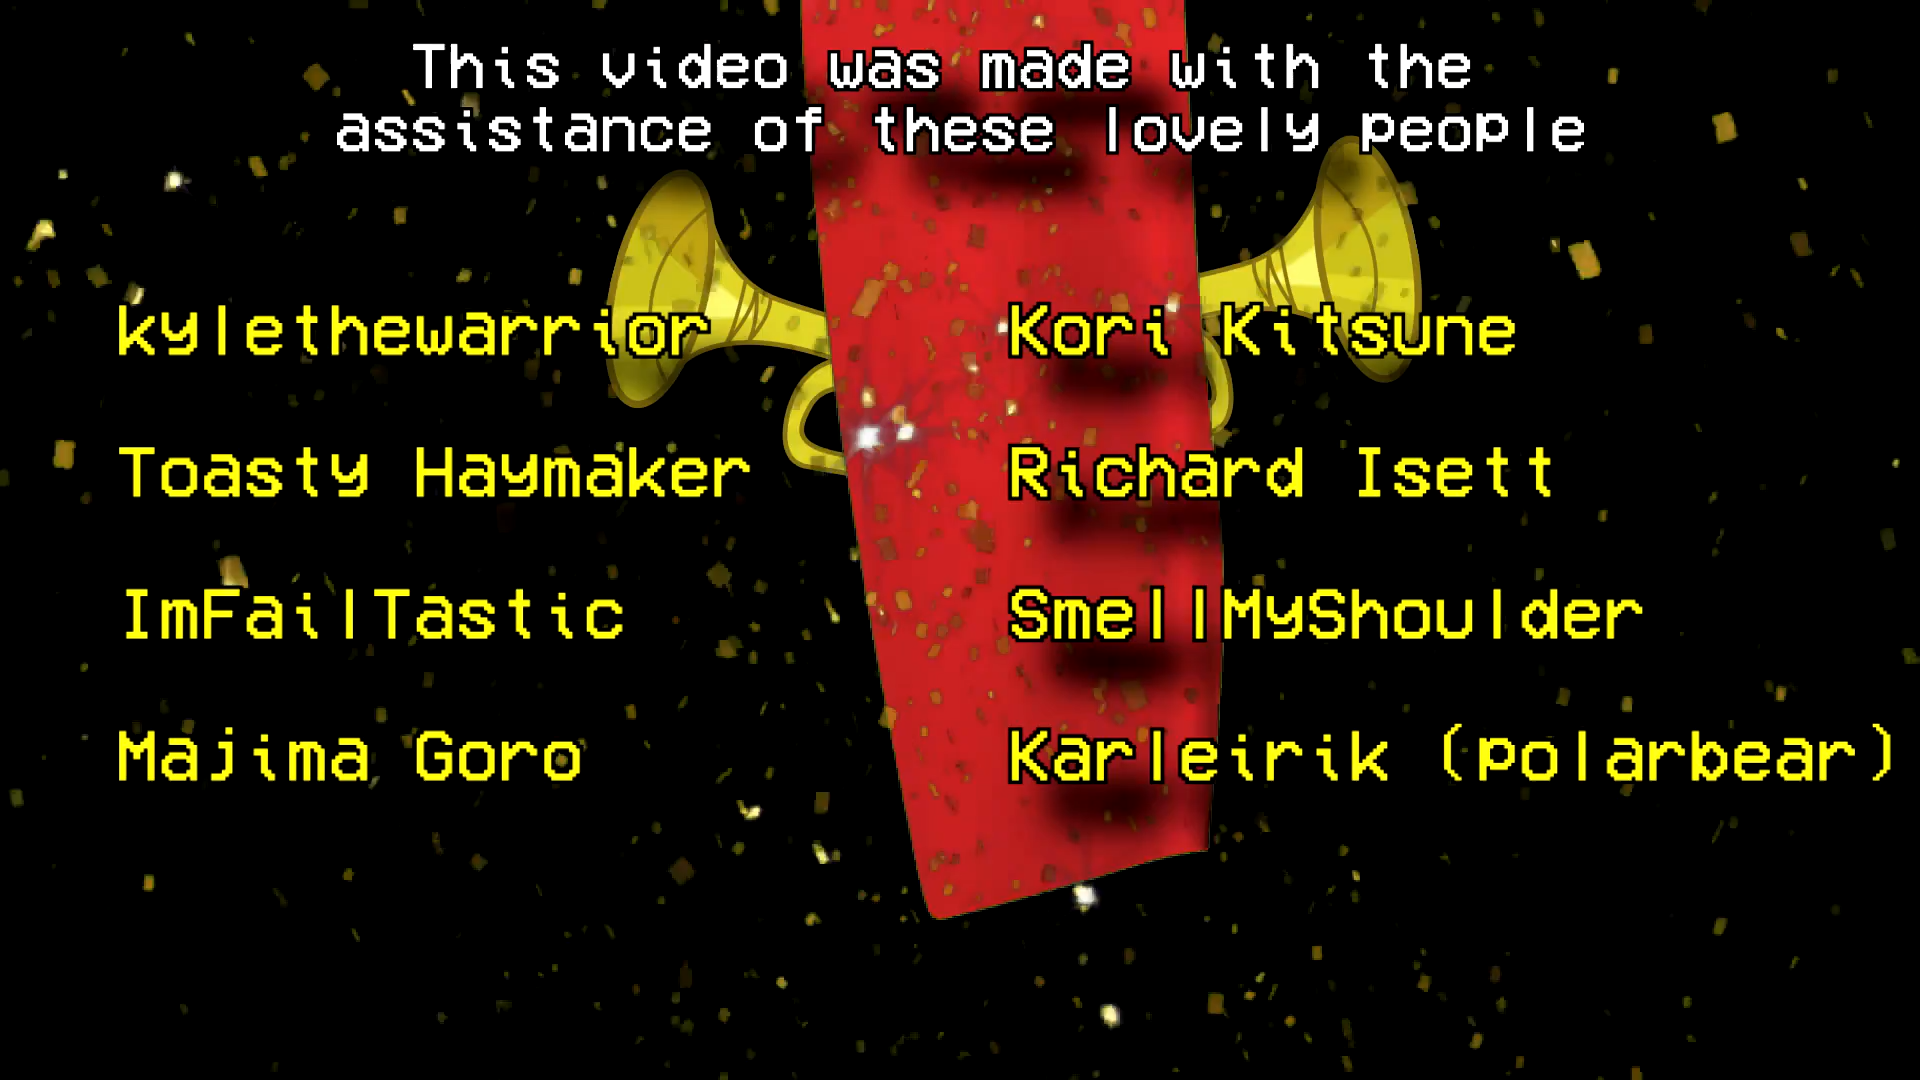 This video was made with the
assistance of these lovely people
kylethewarrior
Kori Kitsune
Toasty Haymaker
Richard Isett
ImFailTastic
SmellMyShoulder
Majima Goro
Karleirik (polarbear)